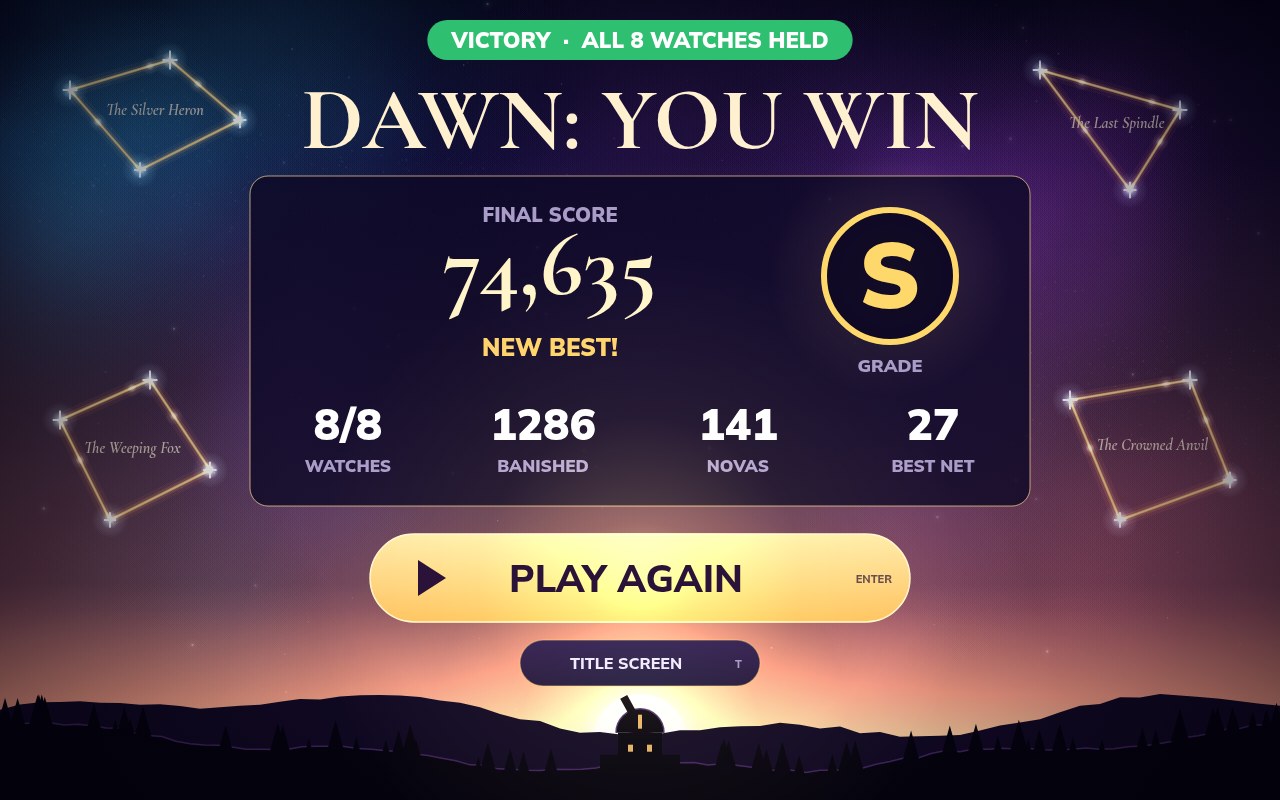 VICTORY · ALL 8 WATCHES HELD
DAWN: YOU WIN
The Silver Heron
The Last Spindle
FINAL SCORE
74,635
NEW BEST!
S
GRADE
8/8
WATCHES
1286
BANISHED
141
NOVAS
27
BEST NET
The Weeping Fox
The Crowned Anvil
PLAY AGAIN
ENTER
TITLE SCREEN
T